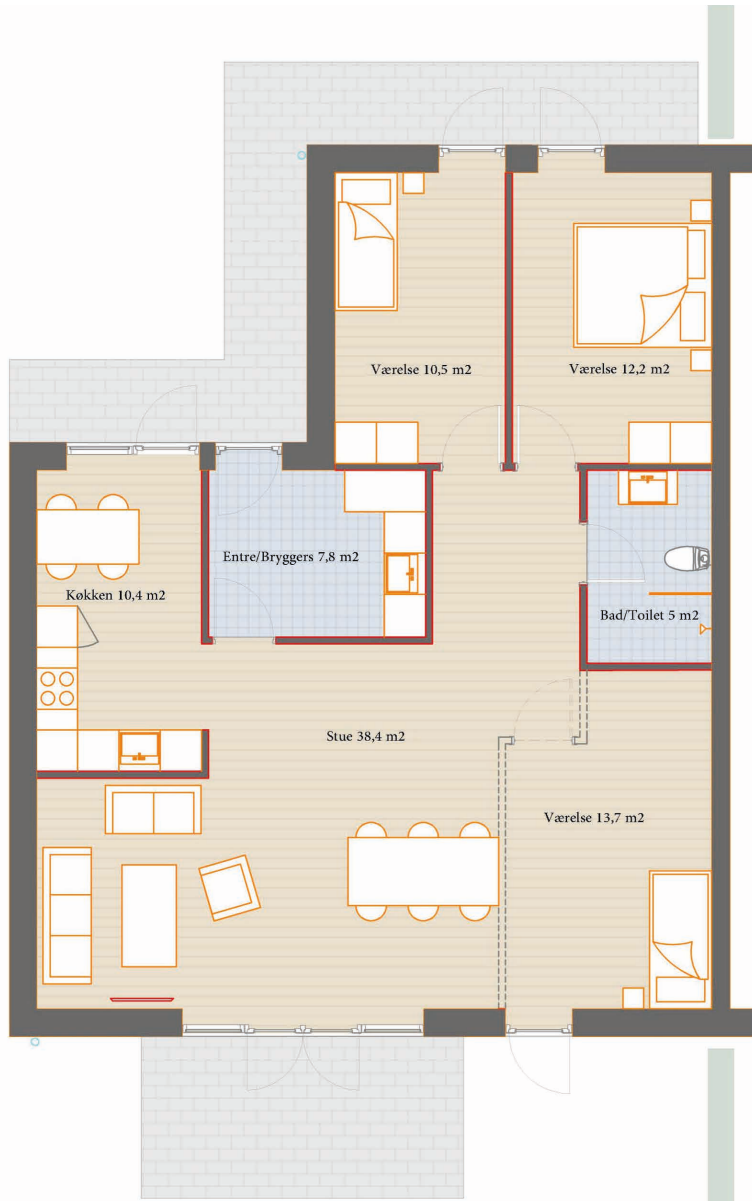 Værelse 10,5 m2
Værelse 12,2 m2
Entre/Bryggers 7,8 m2
Køkken 10,4 m2
Bad/Toilet 5 m2
Stue 38,4 m2
Værelse 13,7 m2